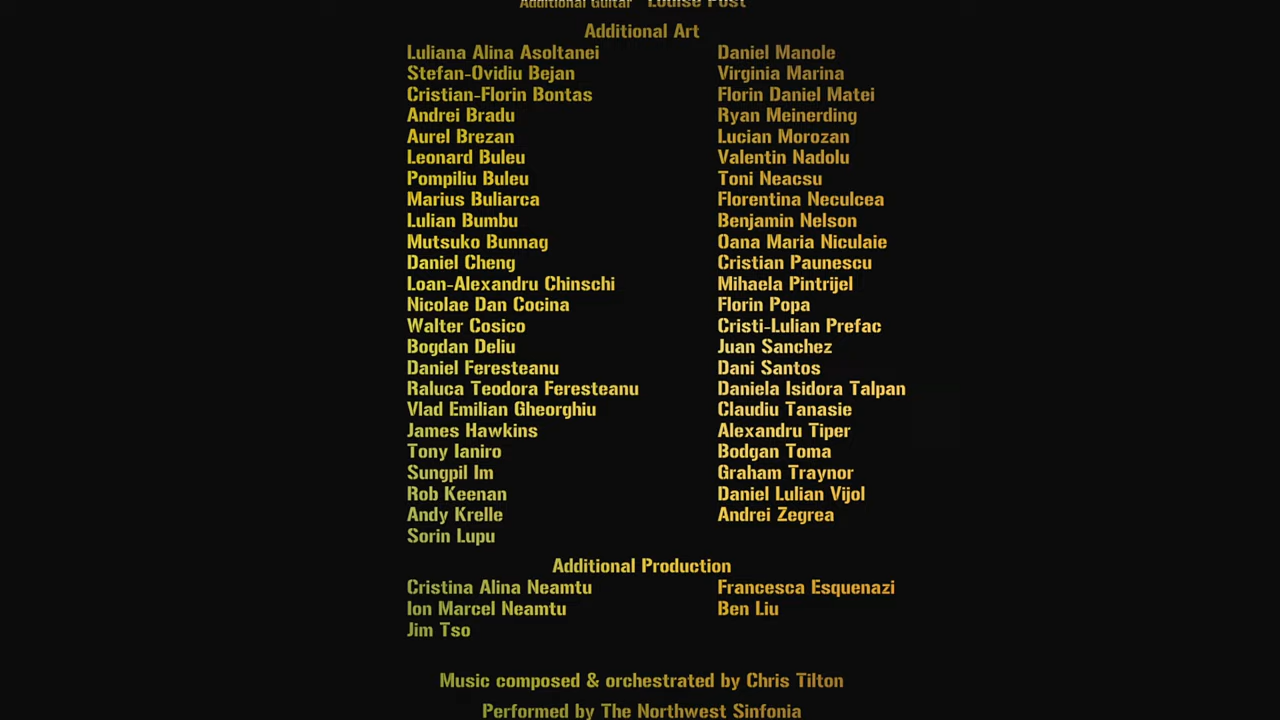 Additional Guitar Louise Post
Additional Art
Luliana Alina Asoltanei Daniel Manole
Stefan-Ovidiu Bejan Virginia Marina
Cristian-Florin Bontas Florin Daniel Matei
Andrei Bradu Ryan Meinerding
Aurel Brezan Lucian Morozan
Leonard Buleu Valentin Nadolu
Pompiliu Buleu Toni Neacsu
Marius Buliarca Florentina Neculcea
Lulian Bumbu Benjamin Nelson
Mutsuko Bunnag Oana Maria Niculaie
Daniel Cheng Cristian Paunescu
Loan-Alexandru Chinschi Mihaela Pintrijel
Nicolae Dan Cocina Florin Popa
Walter Cosico Cristi-Lulian Prefac
Bogdan Deliu Juan Sanchez
Daniel Feresteanu Dani Santos
Raluca Teodora Feresteanu Daniela Isidora Talpan
Vlad Emilian Gheorghiu Claudiu Tanasie
James Hawkins Alexandru Tiper
Tony Ianiro Bodgan Toma
Sungpil Im Graham Traynor
Rob Keenan Daniel Lulian Vijol
Andy Krelle Andrei Zegrea
Sorin Lupu
Additional Production
Cristina Alina Neamtu Francesca Esquenazi
Ion Marcel Neamtu Ben Liu
Jim Tso
Music composed & orchestrated by Chris Tilton
Performed by The Northwest Sinfonia